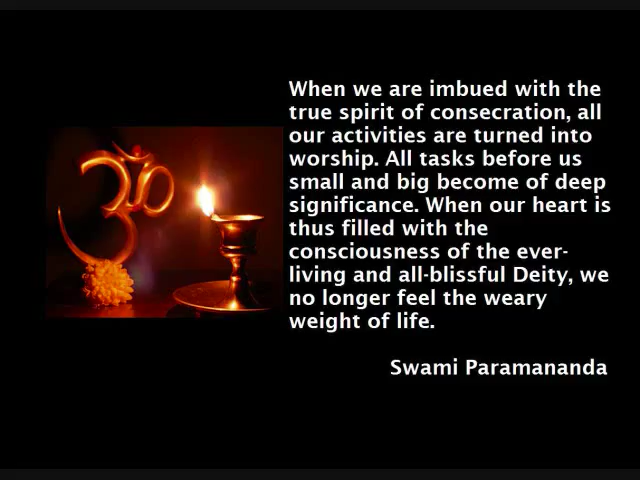 When we are imbued with the
true spirit of consecration, all
our activities are turned into
worship. All tasks before us
small and big become of deep
significance. When our heart is
thus filled with the
consciousness of the ever-
living and all-blissful Deity, we
no longer feel the weary
weight of life.
Swami Paramananda